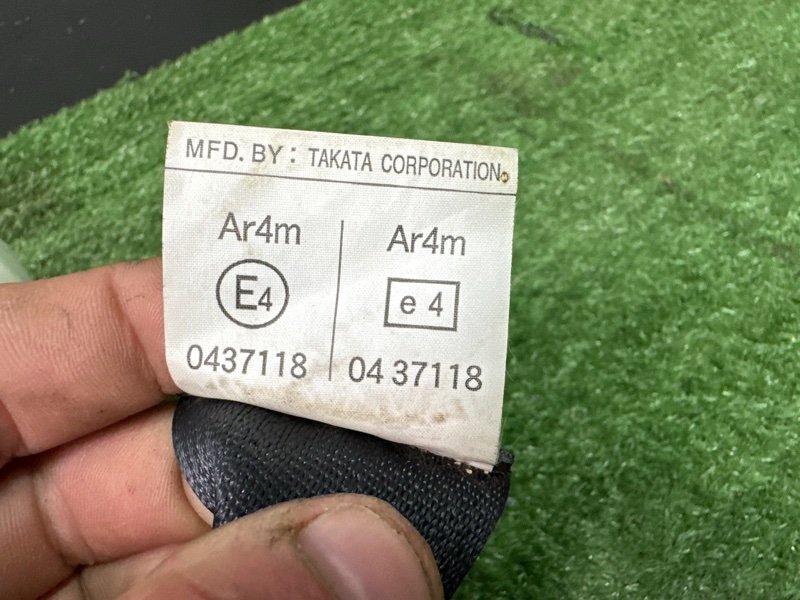 MFD. BY : TAKATA CORPORATION.
Ar4m
E4
0437118
Ar4m
e 4
04 37118